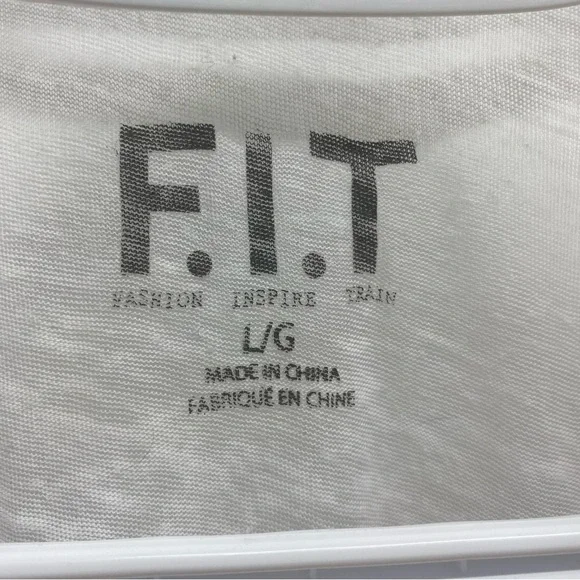 F.I.T
FASHION INSPIRE TRAIN
L/G
MADE IN CHINA
FABRIQUÉ EN CHINE